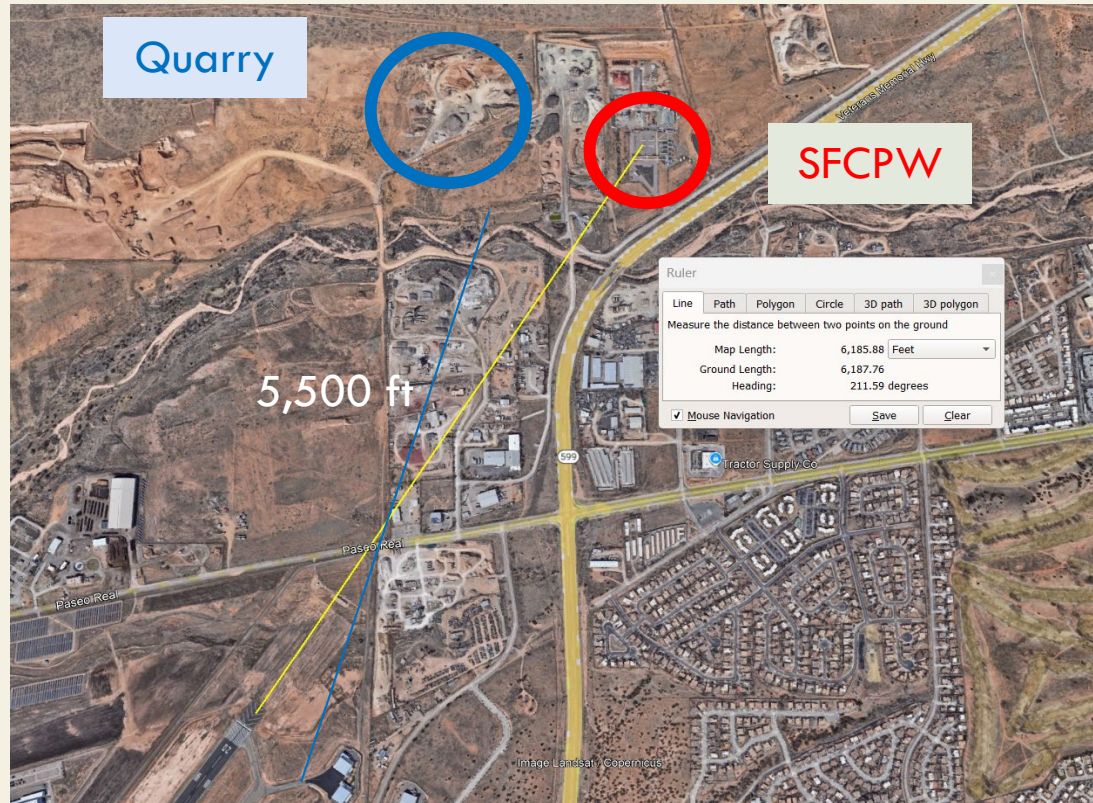 Quarry
Veterans Memorial Hwy
SFCPW
Ruler
Line Path Polygon Circle 3D path 3D polygon
Measure the distance between two points on the ground
Map Length: 6,185.88 Feet
Ground Length: 6,187.76
Heading: 211.59 degrees
Mouse Navigation Save Clear
5,500 ft
599
Tractor Supply Co
Paseo Real
Paseo Real
Image Landsat / Copernicus